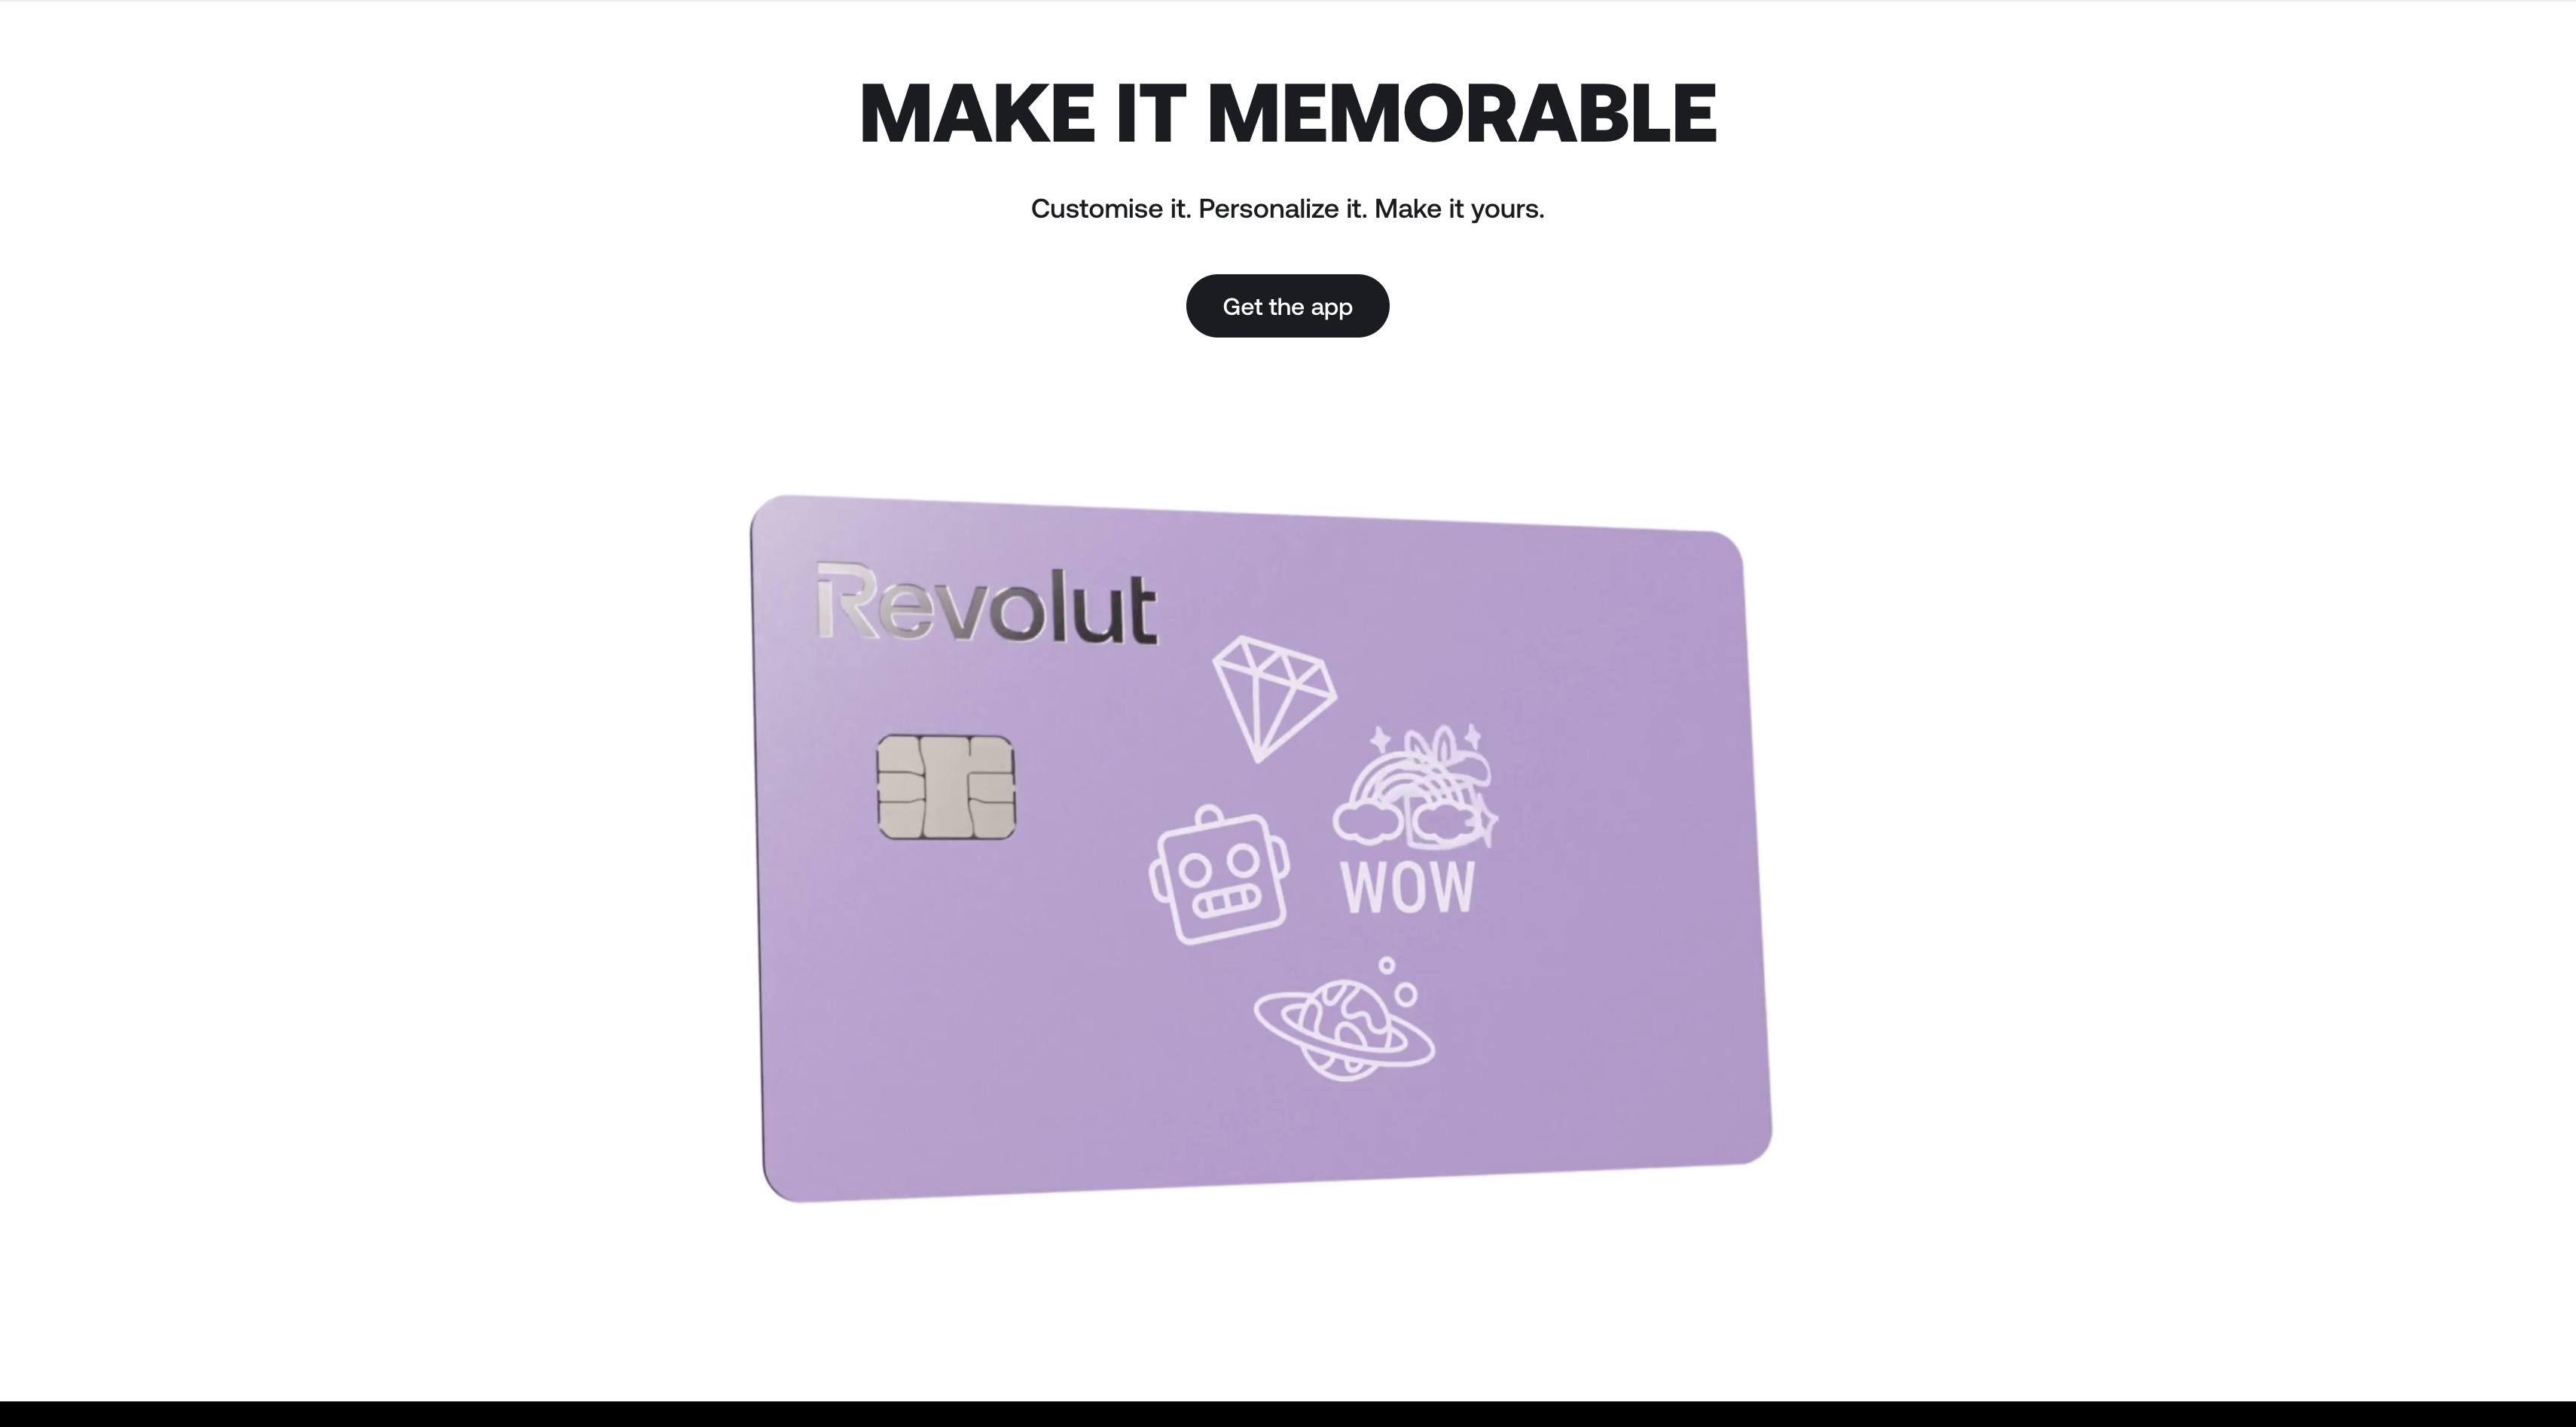 MAKE IT MEMORABLE
Customise it. Personalize it. Make it yours.
Get the app
Revolut
WOW